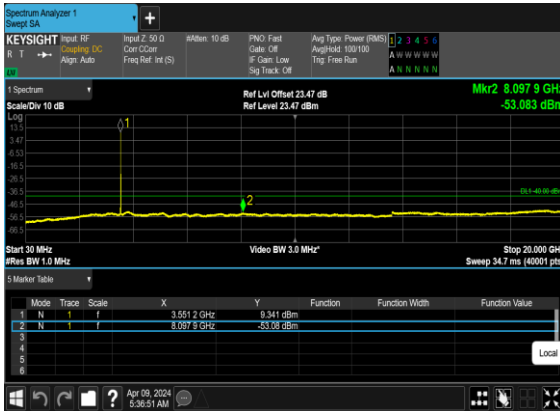 Spectrum Analyzer 1
Swept SA
KEYSIGHT
R T
LXI
Input: RF
Coupling: DC
Align: Auto
Input Z: 50 Ω
Corr CCorr
Freq Ref: Int (S)
#Atten: 10 dB
PNO: Fast
Gate: Off
IF Gain: Low
Sig Track: Off
Avg Type: Power (RMS)
Avg|Hold: 100/100
Trig: Free Run
1 2 3 4 5 6
A W W W W W
A N N N N N
1 Spectrum
Scale/Div 10 dB
Ref Lvl Offset 23.47 dB
Ref Level 23.47 dBm
Mkr2 8.097 9 GHz
-53.083 dBm
Log
13.5
3.47
-6.53
-16.5
-26.5
-36.5
-46.5
-56.5
-66.5
1
2
DL1 -40.00 dBm
Start 30 MHz
#Res BW 1.0 MHz
Video BW 3.0 MHz*
Stop 20.000 GH
Sweep 34.7 ms (40001 pts
5 Marker Table
Mode Trace Scale X Y Function Function Width Function Value
1 N 1 f 3.551 2 GHz 9.341 dBm
2 N 1 f 8.097 9 GHz -53.08 dBm
3
4
5
6
Local
Apr 09, 2024
5:36:51 AM